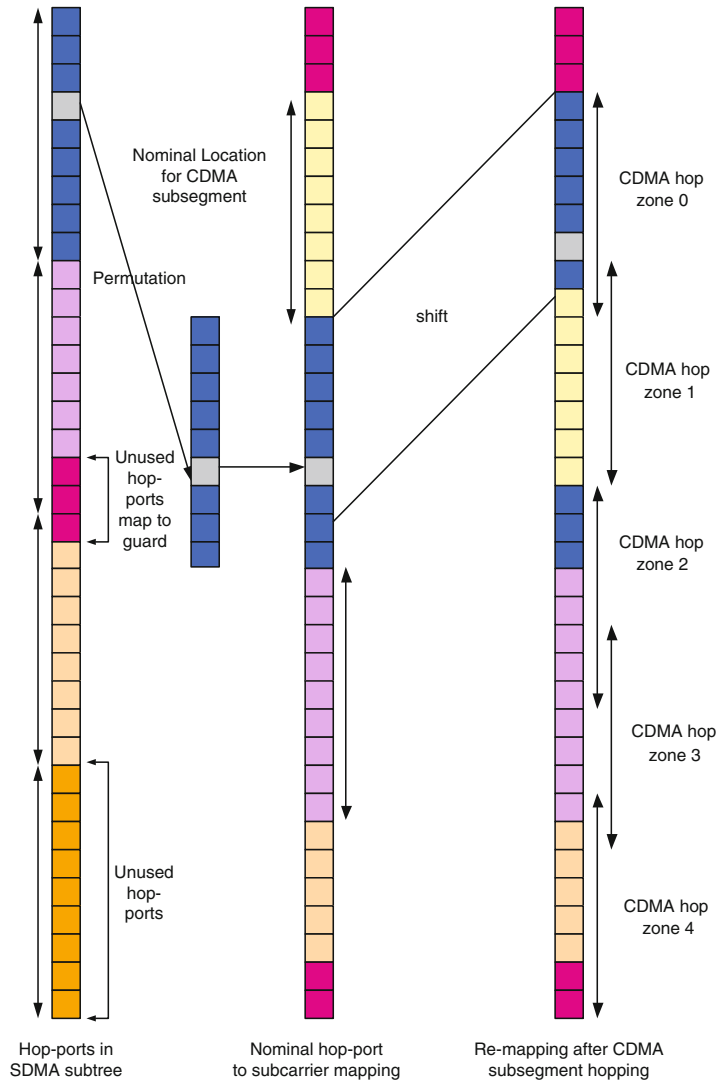 Nominal Location
for CDMA
subsegment
CDMA hop
zone 0
Permutation
shift
CDMA hop
zone 1
Unused
hop-
ports
map to
guard
CDMA hop
zone 2
CDMA hop
zone 3
Unused
hop-
ports
CDMA hop
zone 4
Hop-ports in
SDMA subtree
Nominal hop-port
to subcarrier mapping
Re-mapping after CDMA
subsegment hopping